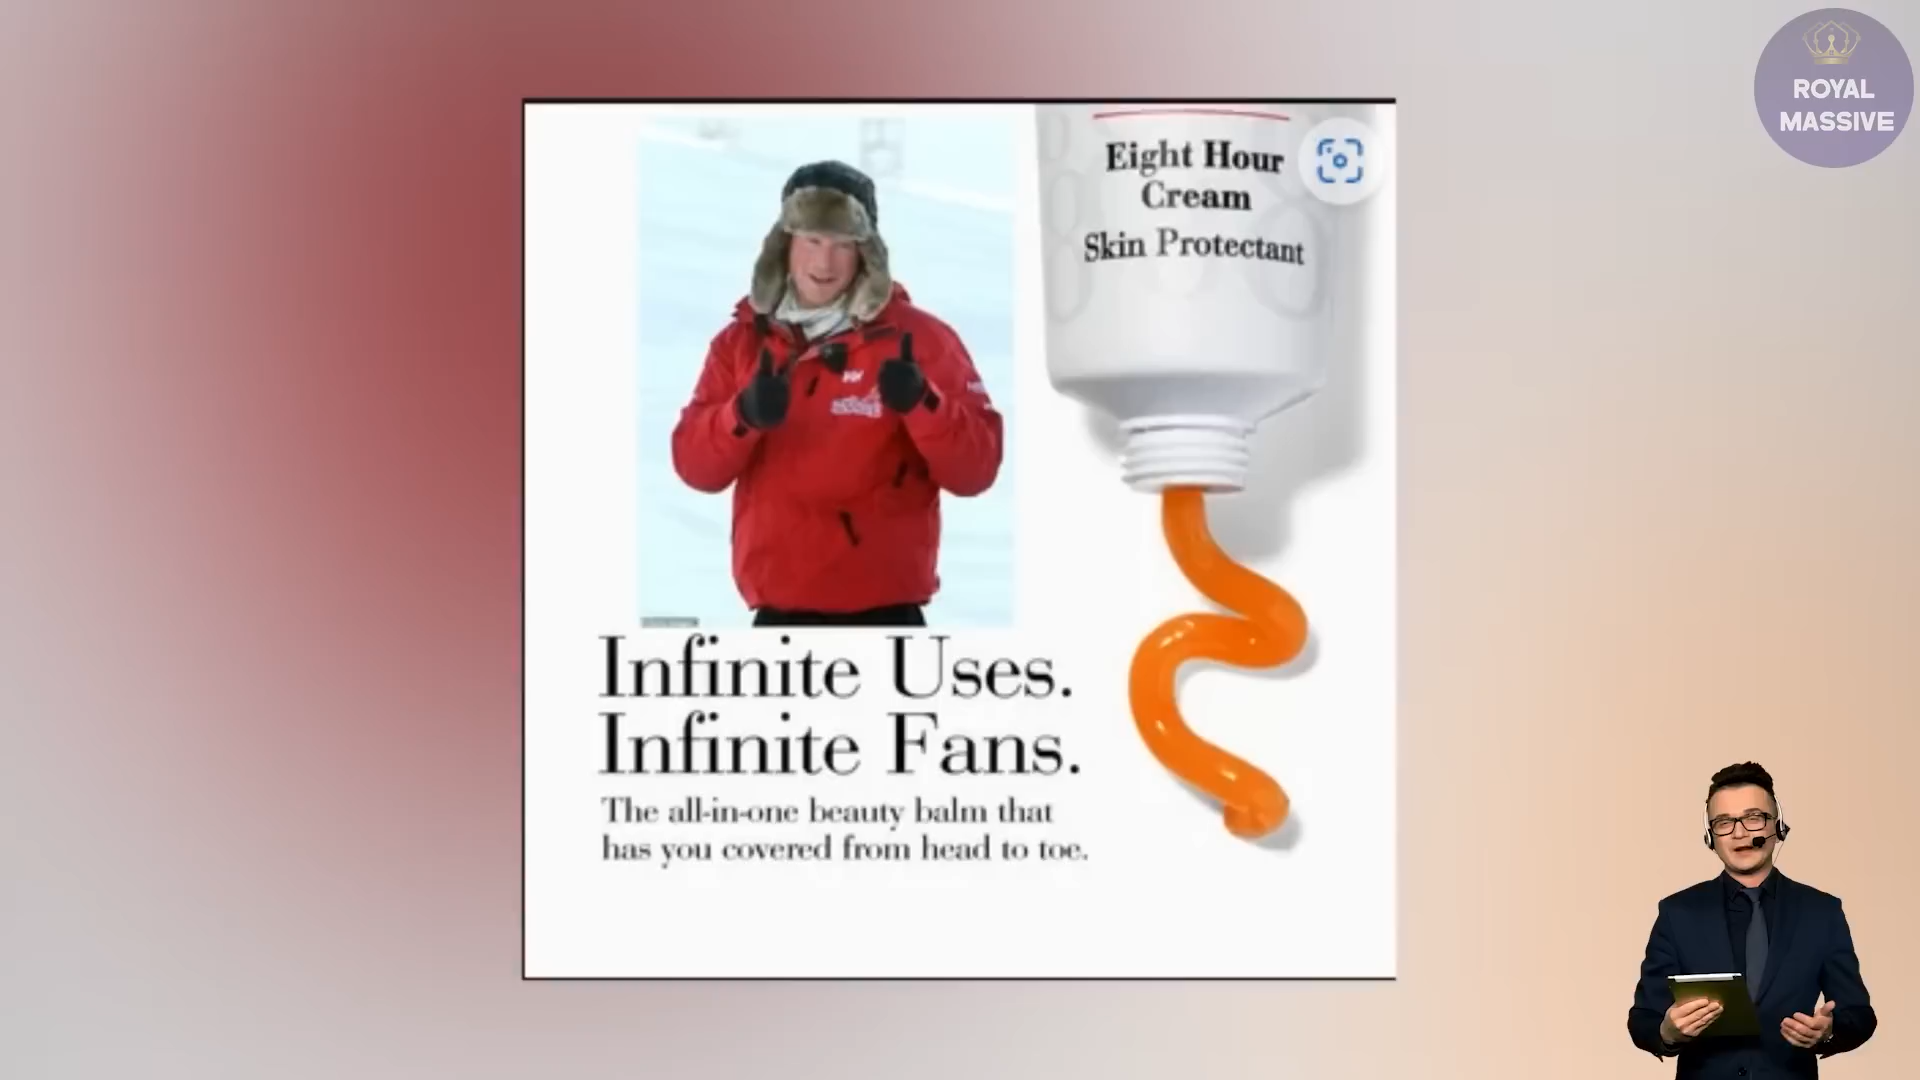 ROYAL
MASSIVE
Eight Hour
Cream
Skin Protectant
Infinite Uses.
Infinite Fans.
The all-in-one beauty balm that
has you covered from head to toe.